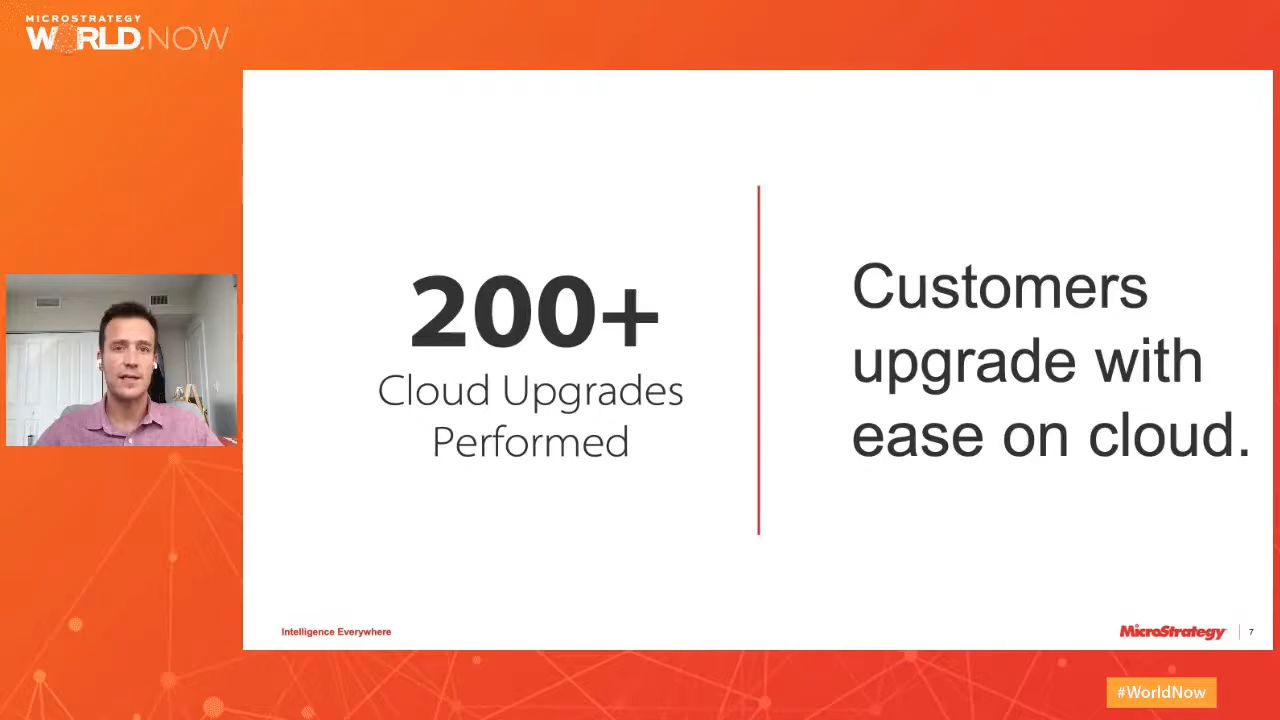 MICROSTRATEGY
WORLD.NOW
200+
Cloud Upgrades
Performed
Customers
upgrade with
ease on cloud.
Intelligence Everywhere
MicroStrategy
7
#WorldNow